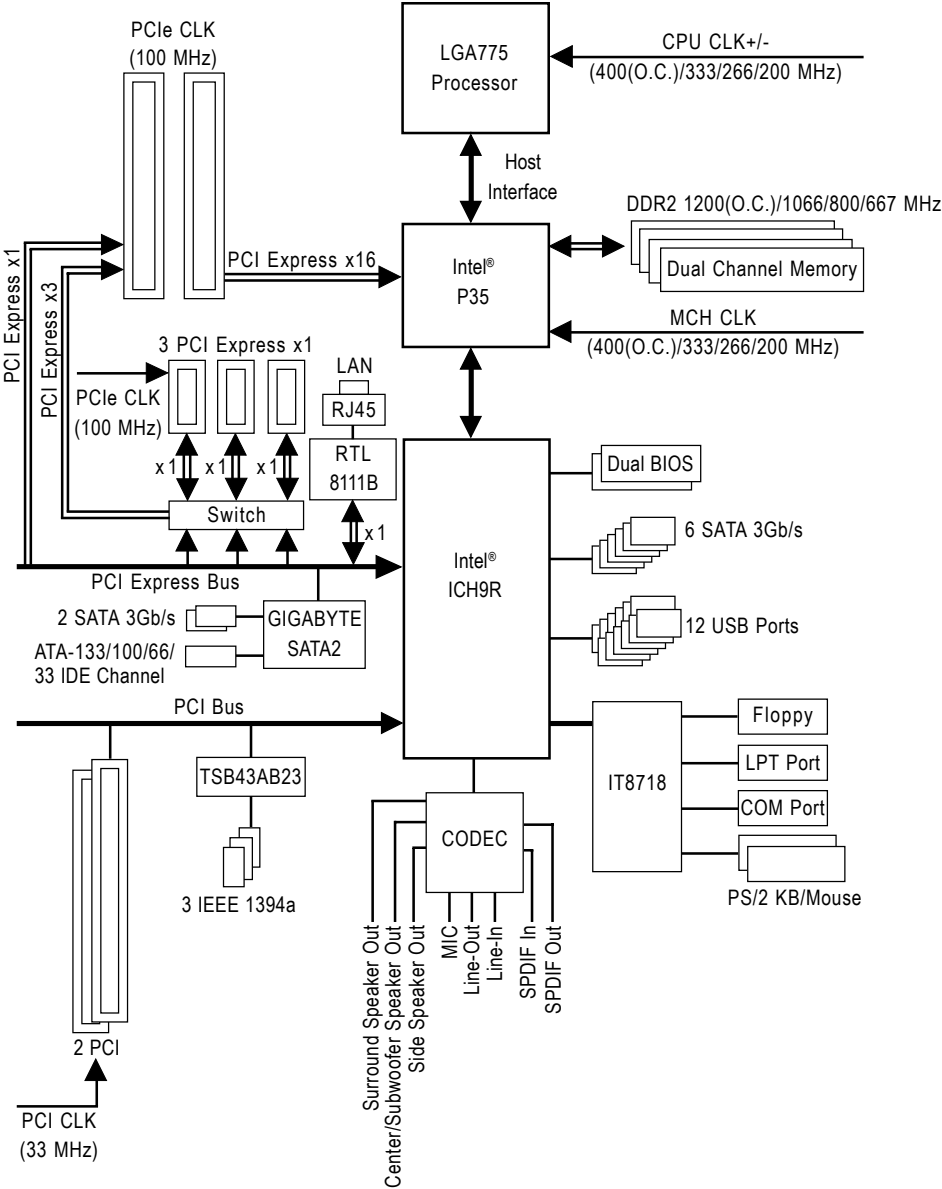 PCIe CLK
(100 MHz)
LGA775
Processor
CPU CLK+/-
(400(O.C.)/333/266/200 MHz)
Host
Interface
DDR2 1200(O.C.)/1066/800/667 MHz
Dual Channel Memory
PCI Express x1
PCI Express x3
PCI Express x16
Intel®
P35
MCH CLK
(400(O.C.)/333/266/200 MHz)
3 PCI Express x1
PCIe CLK
(100 MHz)
LAN
RJ45
RTL
8111B
x1
x1
x1
x1
Switch
PCI Express Bus
Intel®
ICH9R
Dual BIOS
6 SATA 3Gb/s
12 USB Ports
2 SATA 3Gb/s
GIGABYTE
SATA2
ATA-133/100/66/
33 IDE Channel
PCI Bus
TSB43AB23
3 IEEE 1394a
IT8718
Floppy
LPT Port
COM Port
PS/2 KB/Mouse
CODEC
Surround Speaker Out
Center/Subwoofer Speaker Out
Side Speaker Out
MIC
Line-Out
Line-In
SPDIF In
SPDIF Out
2 PCI
PCI CLK
(33 MHz)